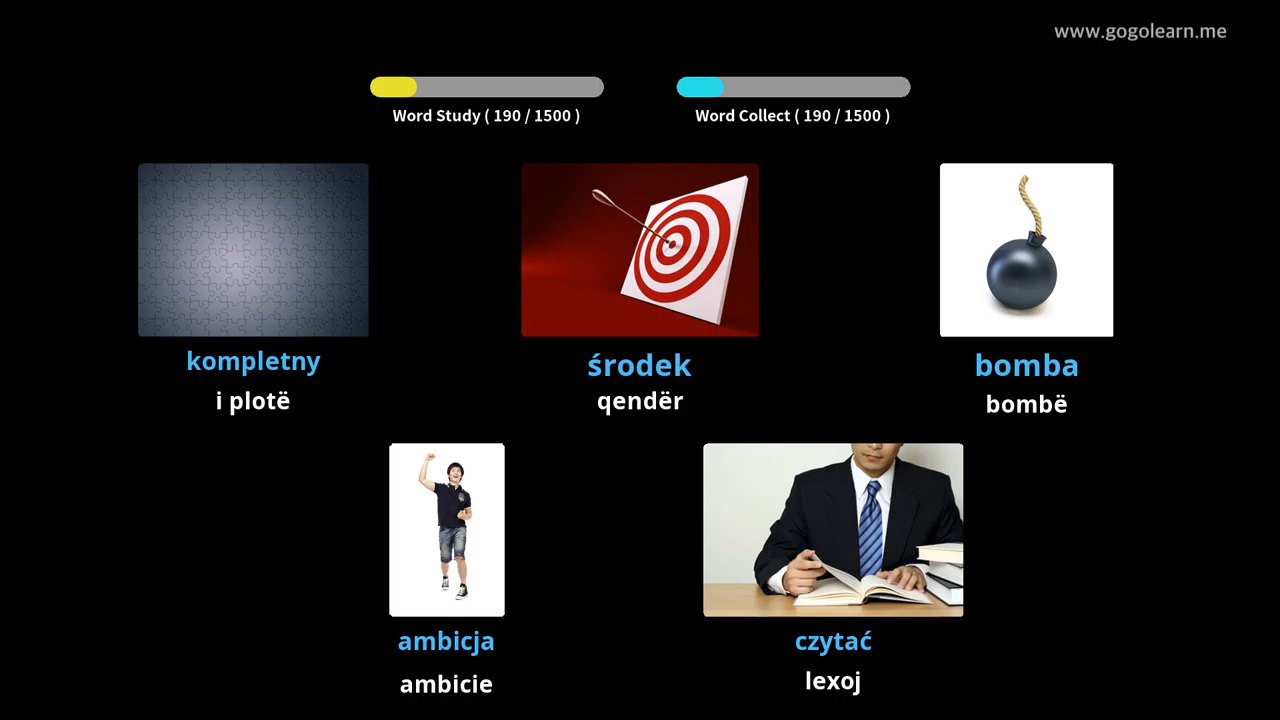 www.gogolearn.me
Word Study ( 190 / 1500 )
Word Collect ( 190 / 1500 )
kompletny
i plotë
środek
qendër
bomba
bombë
ambicja
ambicie
czytać
lexoj